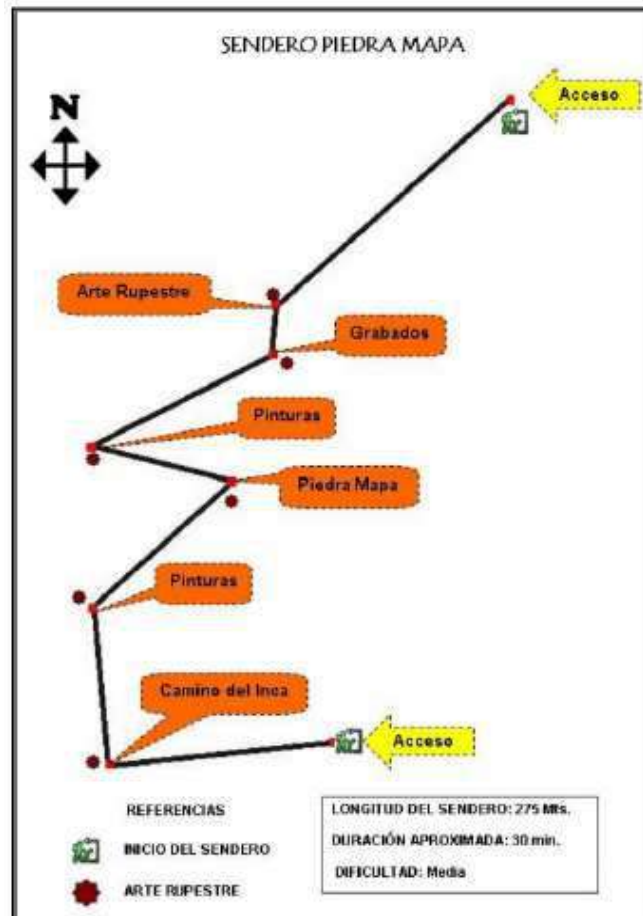 SENDERO PIEDRA MAPA
Acceso
N
Arte Rupestre
Grabados
Pinturas
Piedra Mapa
Pinturas
Camino del Inca
Acceso
REFERENCIAS
INICIO DEL SENDERO
ARTE RUPESTRE
LONGITUD DEL SENDERO: 275 Mts.
DURACIÓN APROXIMADA: 30 min.
DIFICULTAD: Media